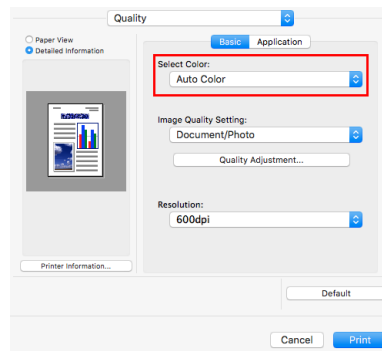 Quality
Paper View
Detailed Information
Basic Application
Select Color:
Auto Color
Image Quality Setting:
Document/Photo
Quality Adjustment...
Resolution:
600dpi
Printer Information...
Default
Cancel Print